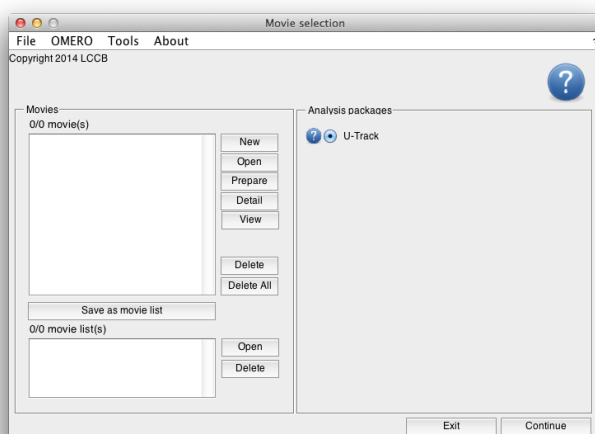 Movie selection
File OMERO Tools About
Copyright 2014 LCCB
?
Movies
0/0 movie(s)
New
Open
Prepare
Detail
View
Delete
Delete All
Save as movie list
0/0 movie list(s)
Open
Delete
Analysis packages
? U-Track
Exit Continue